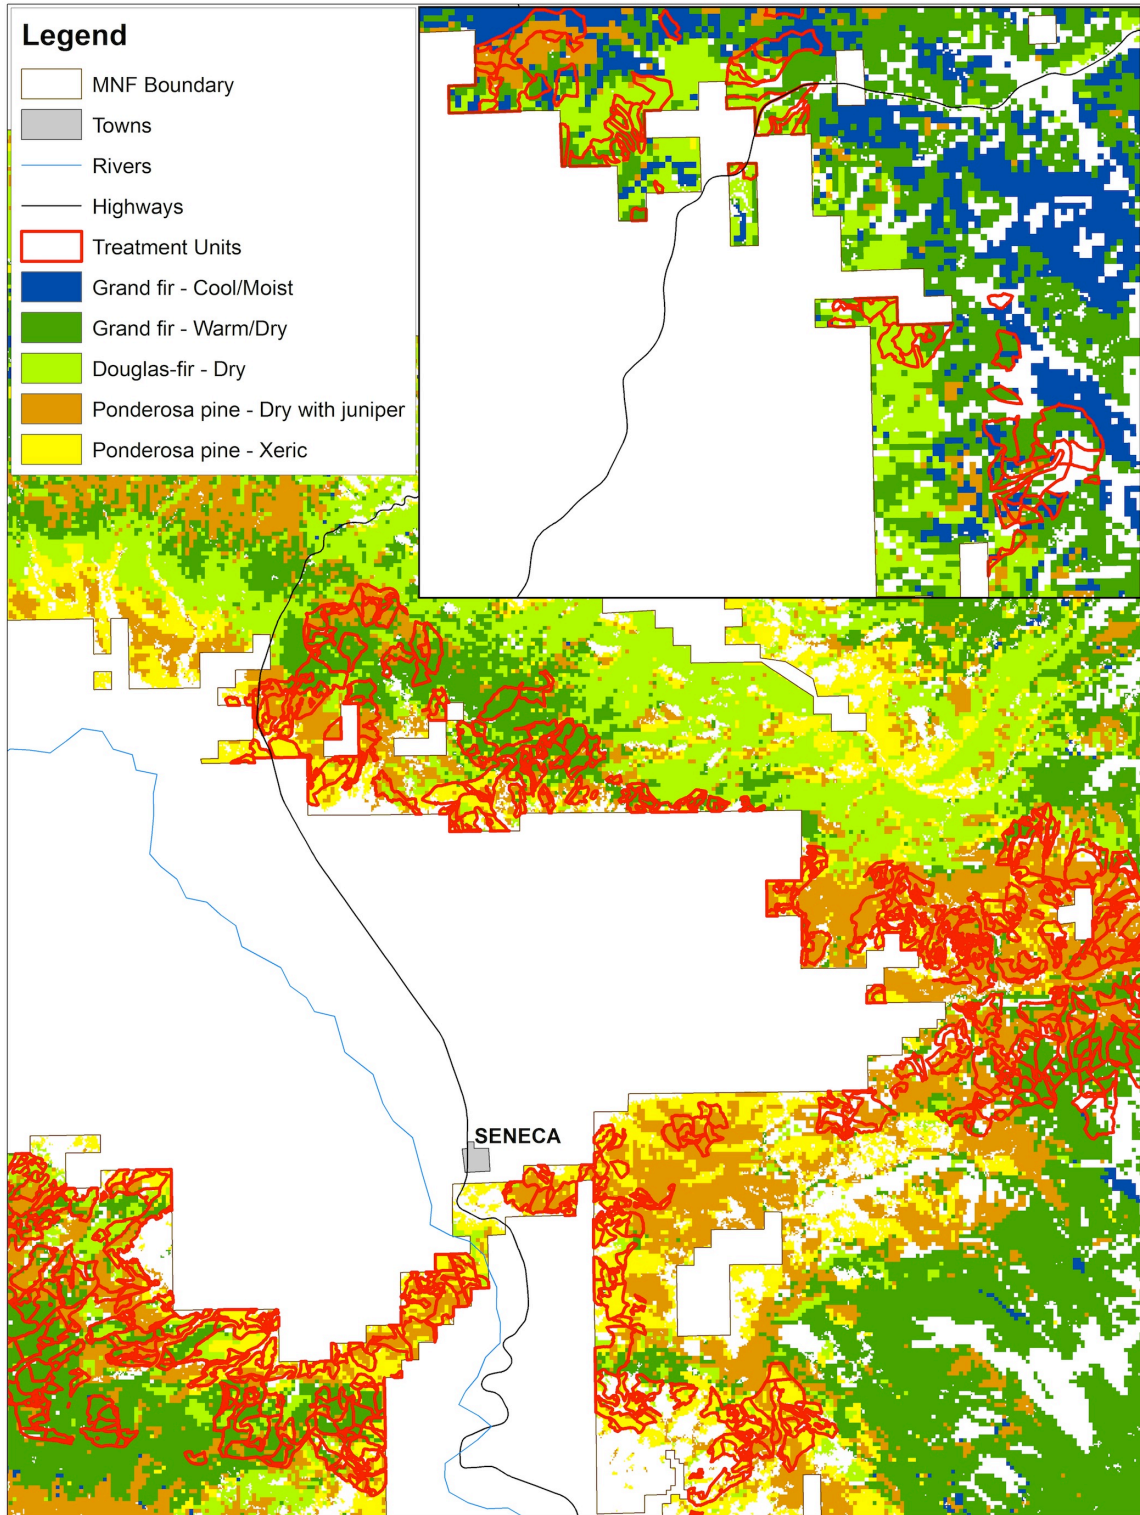 Legend
MNF Boundary
Towns
Rivers
Highways
Treatment Units
Grand fir - Cool/Moist
Grand fir - Warm/Dry
Douglas-fir - Dry
Ponderosa pine - Dry with juniper
Ponderosa pine - Xeric
SENECA